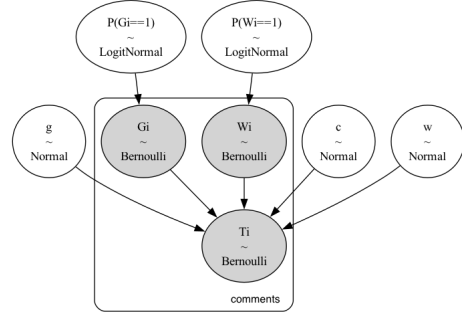 P(Gi==1)
~
LogitNormal
P(Wi==1)
~
LogitNormal
g
~
Normal
Gi
~
Bernoulli
Wi
~
Bernoulli
c
~
Normal
w
~
Normal
Ti
~
Bernoulli
comments